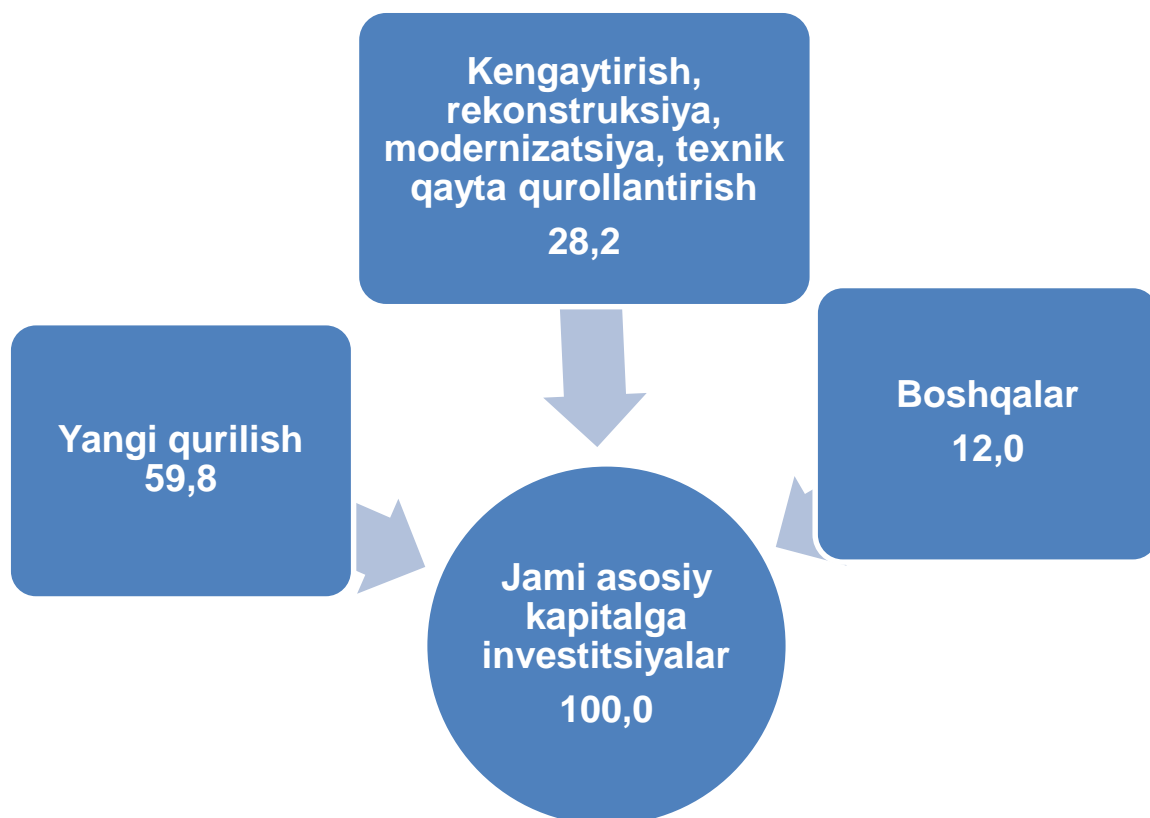 Kengaytirish,
rekonstruksiya,
modernizatsiya, texnik
qayta qurollantirish
28,2
Yangi qurilish
59,8
Boshqalar
12,0
Jami asosiy
kapitalga
investitsiyalar
100,0